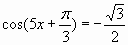 cos(5x + π/3) = −√3/2